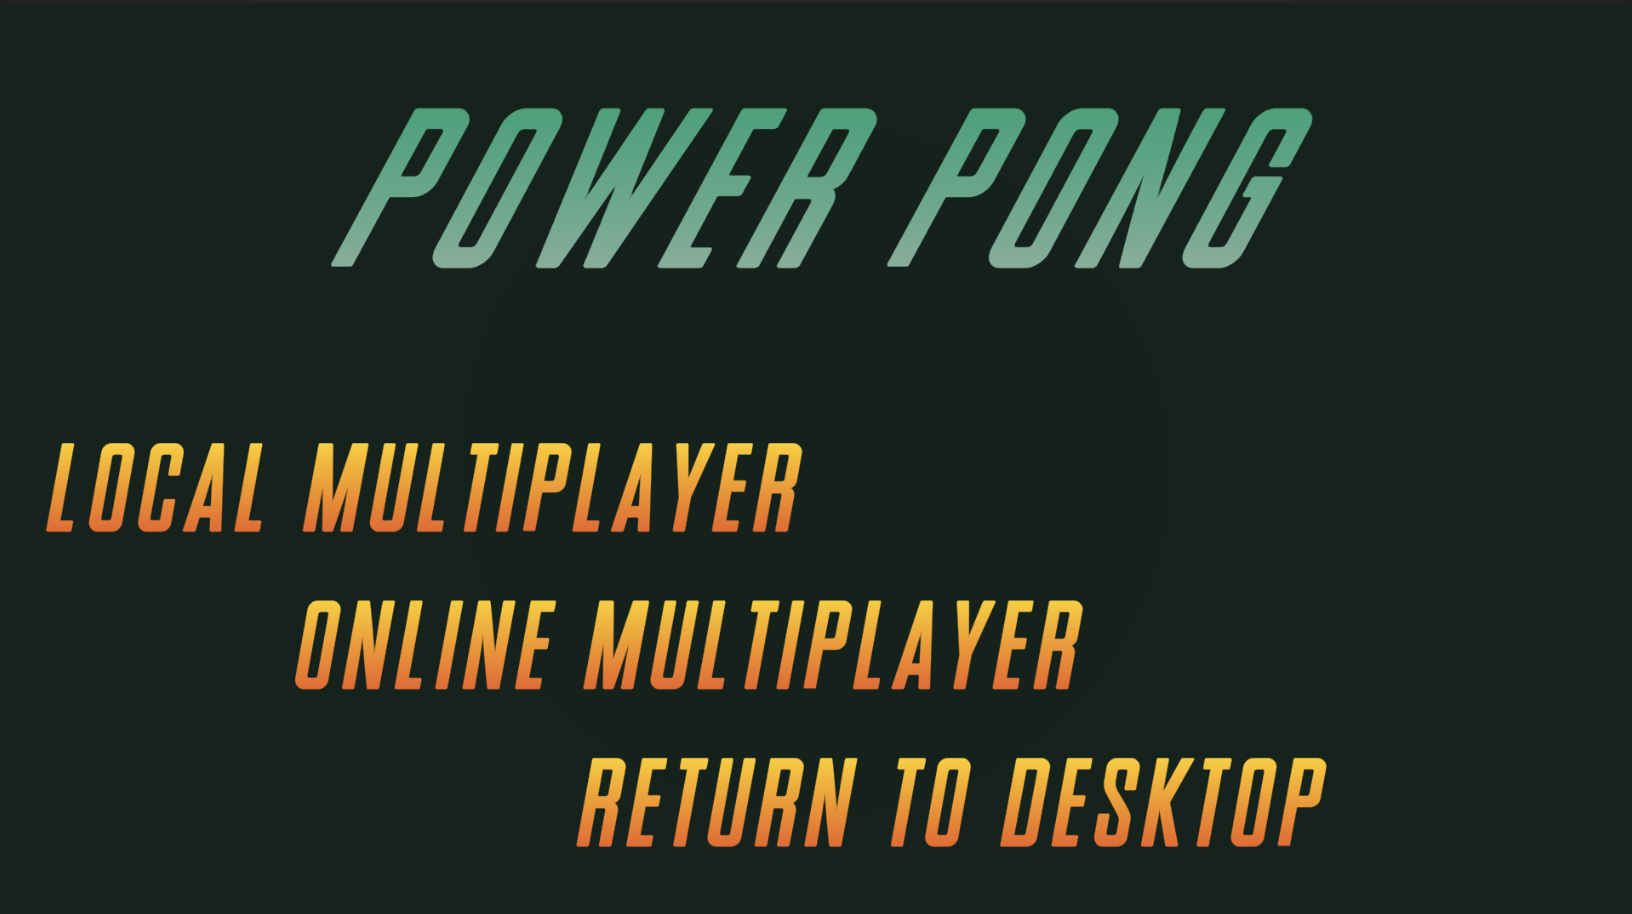 POWER PONG
LOCAL MULTIPLAYER
ONLINE MULTIPLAYER
RETURN TO DESKTOP